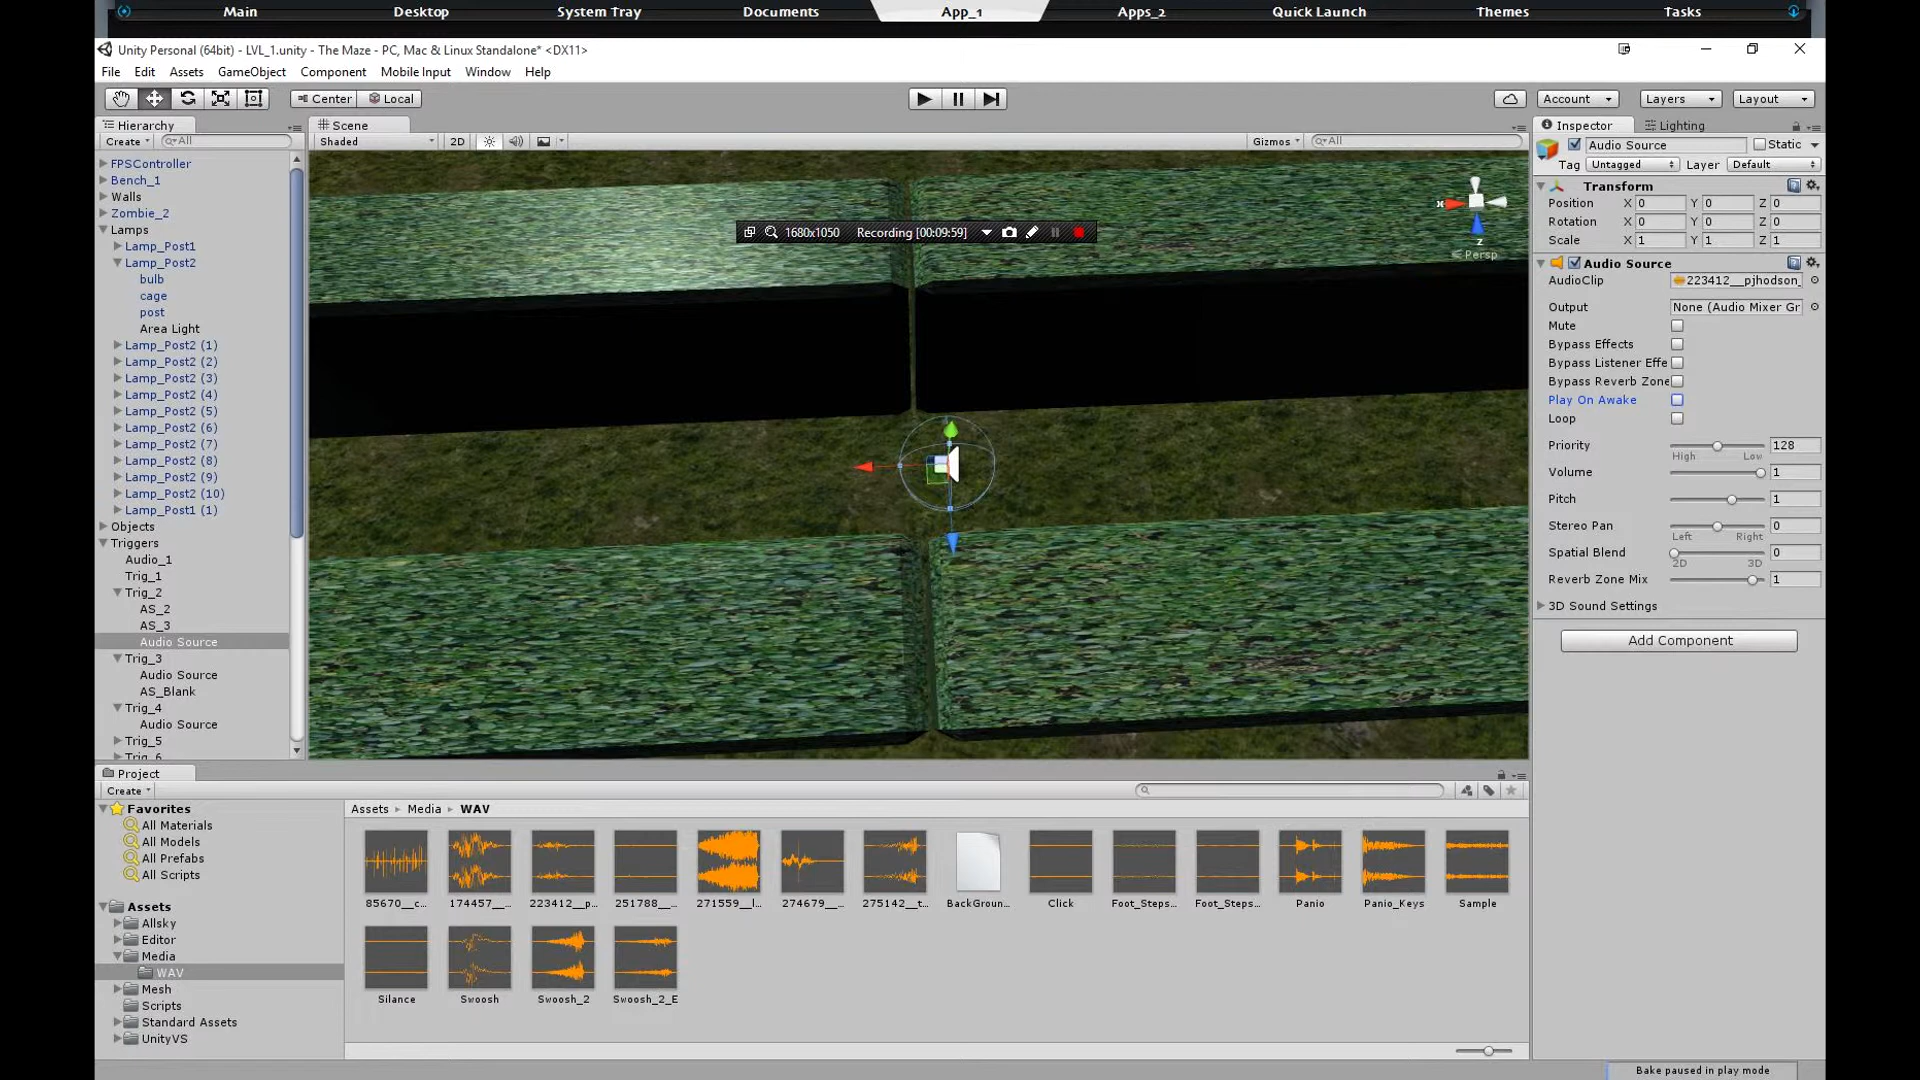 Main
Desktop
System Tray
Documents
App_1
Apps_2
Quick Launch
Themes
Tasks
Unity Personal (64bit) - LVL_1.unity - The Maze - PC, Mac & Linux Standalone* <DX11>
File Edit Assets GameObject Component Mobile Input Window Help
Center Local
Account Layers Layout
Hierarchy
Create All
FPSController
Bench_1
Walls
Zombie_2
Lamps
Lamp_Post1
Lamp_Post2
bulb
cage
post
Area Light
Lamp_Post2 (1)
Lamp_Post2 (2)
Lamp_Post2 (3)
Lamp_Post2 (4)
Lamp_Post2 (5)
Lamp_Post2 (6)
Lamp_Post2 (7)
Lamp_Post2 (8)
Lamp_Post2 (9)
Lamp_Post2 (10)
Lamp_Post1 (1)
Objects
Triggers
Audio_1
Trig_1
Trig_2
AS_2
AS_3
Audio Source
Trig_3
Audio Source
AS_Blank
Trig_4
Audio Source
Trig_5
Trig_6
Scene
Shaded 2D Gizmos All
1680x1050 Recording [00:09:59]
x
z
Persp
Inspector Lighting
Audio Source Static
Tag Untagged Layer Default
Transform
Position X 0 Y 0 Z 0
Rotation X 0 Y 0 Z 0
Scale X 1 Y 1 Z 1
Audio Source
AudioClip 223412__pjhodson_
Output None (Audio Mixer Gr
Mute
Bypass Effects
Bypass Listener Effe
Bypass Reverb Zone
Play On Awake
Loop
Priority 128
High Low
Volume 1
Pitch 1
Stereo Pan 0
Left Right
Spatial Blend 0
2D 3D
Reverb Zone Mix 1
3D Sound Settings
Add Component
Project
Create
Favorites
All Materials
All Models
All Prefabs
All Scripts
Assets
Allsky
Editor
Media
WAV
Mesh
Scripts
Standard Assets
UnityVS
Assets Media WAV
85670__c... 174457__... 223412__p... 251788__... 271559__l... 274679__... 275142__t... BackGroun... Click Foot_Steps... Foot_Steps... Panio Panio_Keys Sample
Silance Swoosh Swoosh_2 Swoosh_2_E
Bake paused in play mode